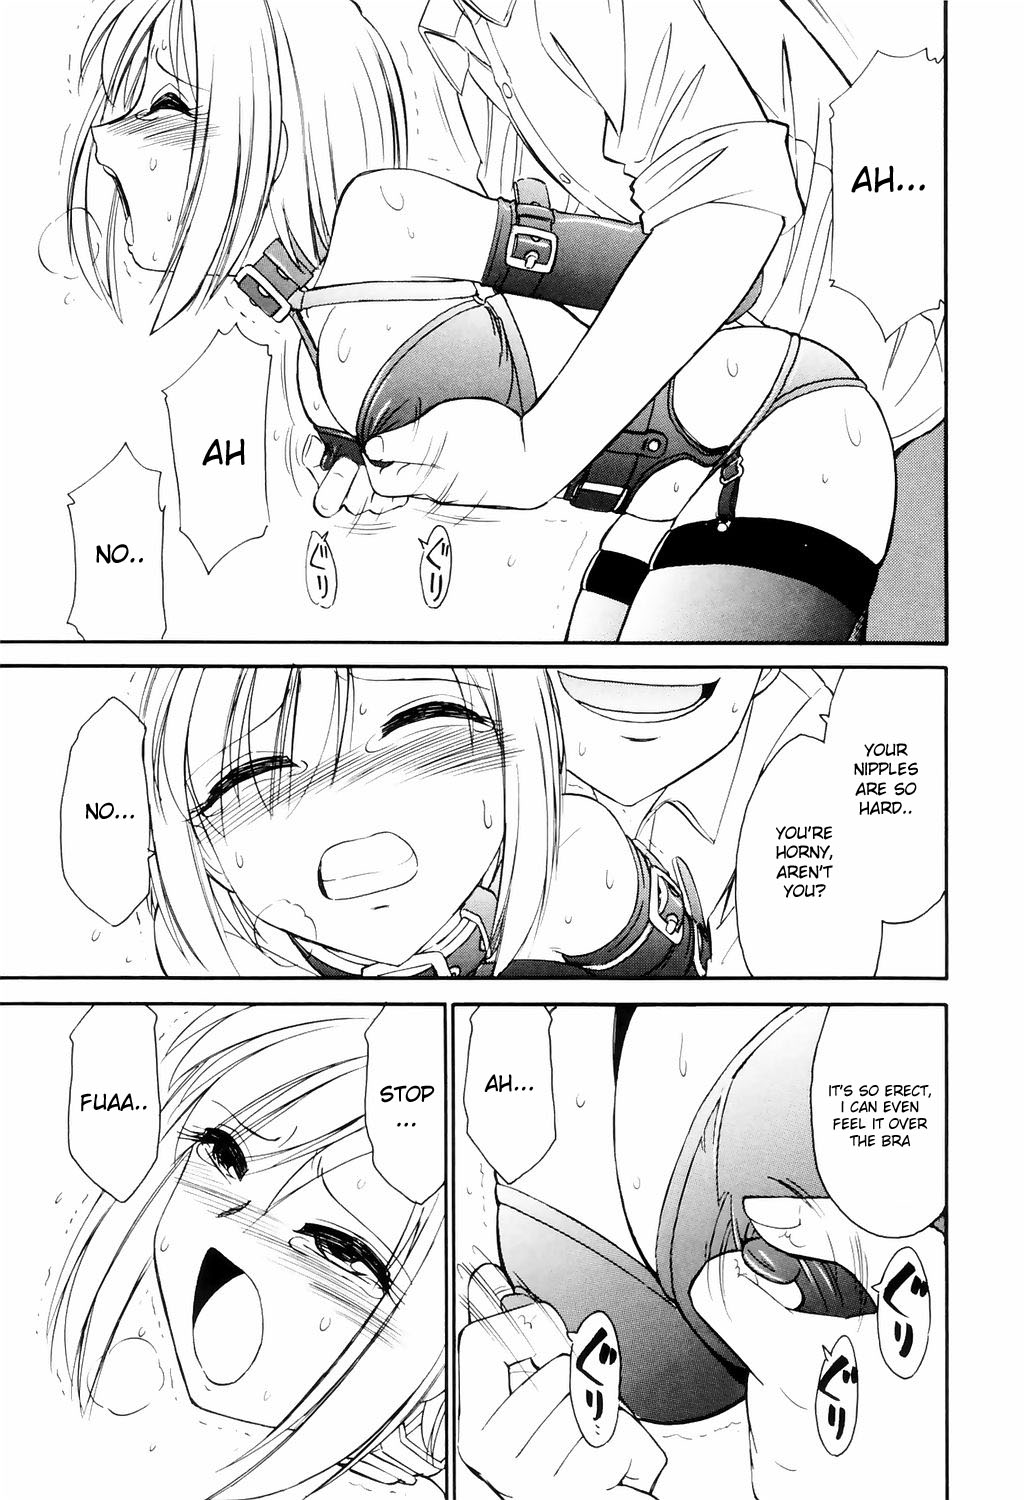 AH...
AH
NO..
YOUR
NIPPLES
ARE SO
HARD..
YOU'RE
HORNY,
AREN'T
YOU?
NO...
IT'S SO ERECT,
I CAN EVEN
FEEL IT OVER
THE BRA
AH...
STOP
...
FUAA..